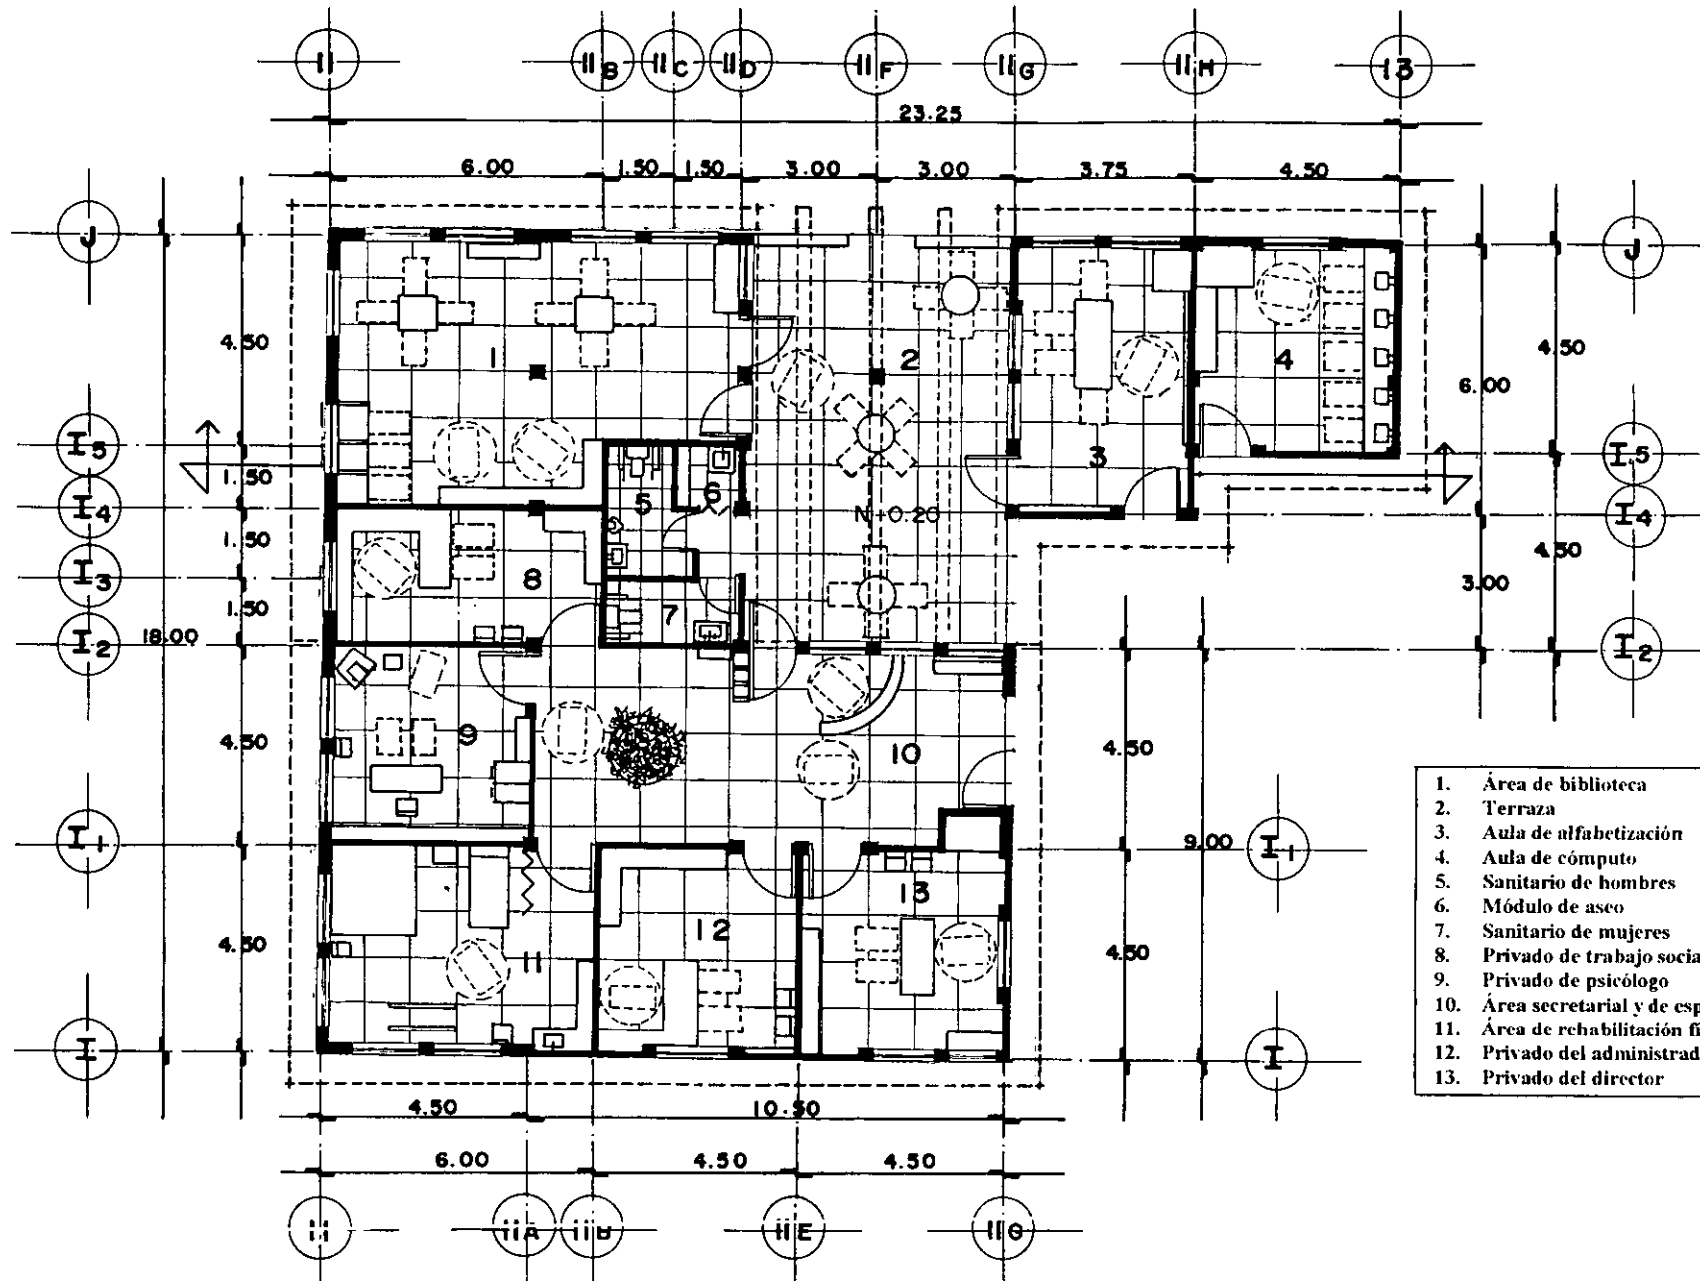 11 11B 11C 11D 11F 11G 11H 13
23.25
6.00 1.50 1.50 3.00 3.00 3.75 4.50
J J
4.50 1 2 3 4 4.50
6.00
I5 I5
1.50 5 6
I4 N 0.20 I4
1.50 4.50
I3 8 3.00
1.50 7
I2 18.00 I2
4.50 9 10 4.50
I1 9.00 I1
13
4.50 11 12 4.50
I I
4.50 10.50
6.00 4.50 4.50
11 11A 11B 11E 11G
1. Área de biblioteca
2. Terraza
3. Aula de alfabetización
4. Aula de cómputo
5. Sanitario de hombres
6. Módulo de aseo
7. Sanitario de mujeres
8. Privado de trabajo socia
9. Privado de psicólogo
10. Área secretarial y de esp
11. Área de rehabilitación fí
12. Privado del administrad
13. Privado del director